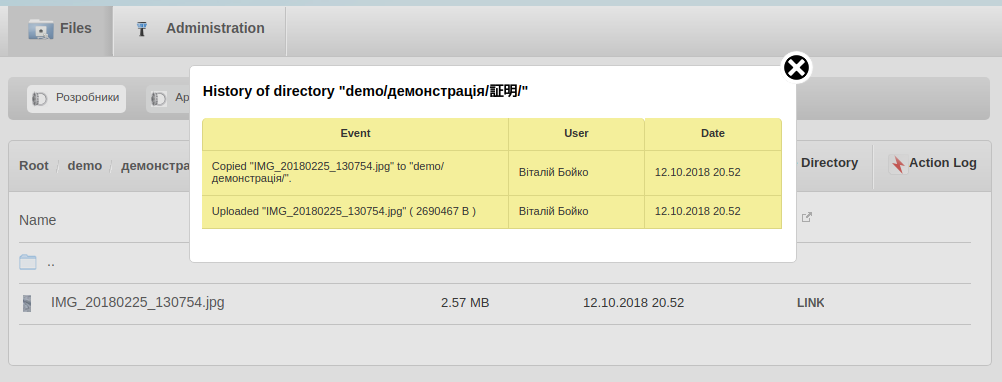 Files
Administration
History of directory "demo/демонстрація/証明/"
Розробники
Ар
Event User Date
Root demo демонстра
Directory
Action Log
Copied "IMG_20180225_130754.jpg" to "demo/
демонстрація/". Віталій Бойко 12.10.2018 20.52
Uploaded "IMG_20180225_130754.jpg" ( 2690467 B ) Віталій Бойко 12.10.2018 20.52
Name
..
IMG_20180225_130754.jpg 2.57 MB 12.10.2018 20.52 LINK